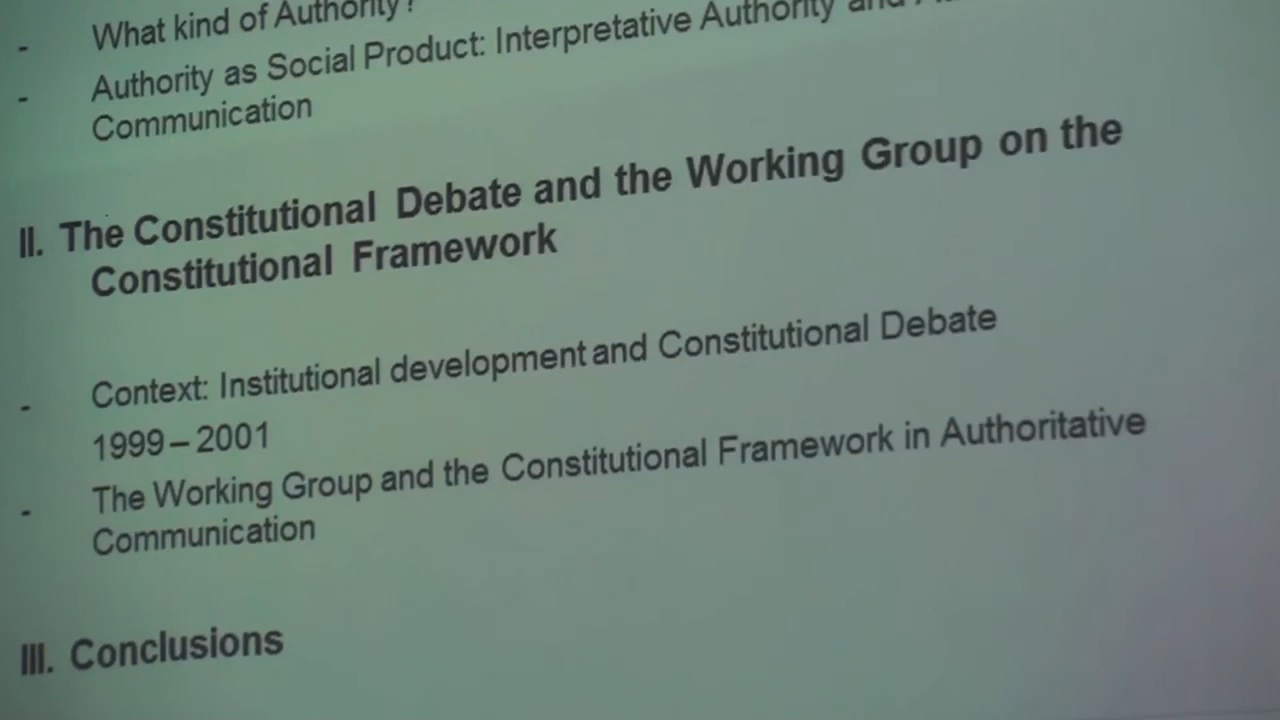 - What kind of Authority?
- Authority as Social Product: Interpretative Authority and
Communication
II. The Constitutional Debate and the Working Group on the
Constitutional Framework
- Context: Institutional development and Constitutional Debate
1999 – 2001
- The Working Group and the Constitutional Framework in Authoritative
Communication
III. Conclusions